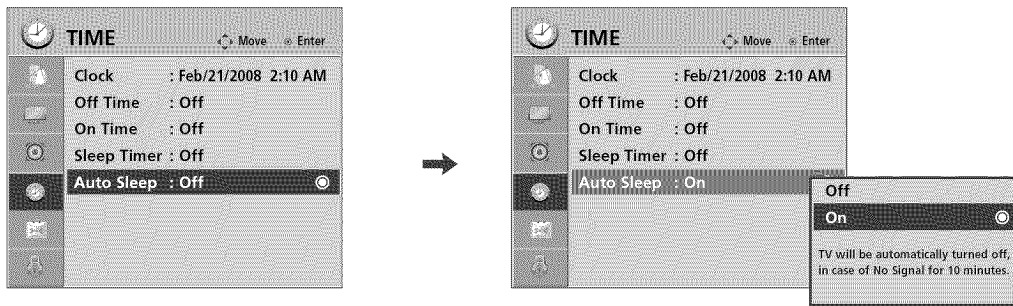 TIME
Move Enter
Clock : Feb/21/2008 2:10 AM
Off Time : Off
On Time : Off
Sleep Timer : Off
Auto Sleep : Off
TIME
Move Enter
Clock : Feb/21/2008 2:10 AM
Off Time : Off
On Time : Off
Sleep Timer : Off
Auto Sleep : On
Off
On
TV will be automatically turned off,
in case of No Signal for 10 minutes.